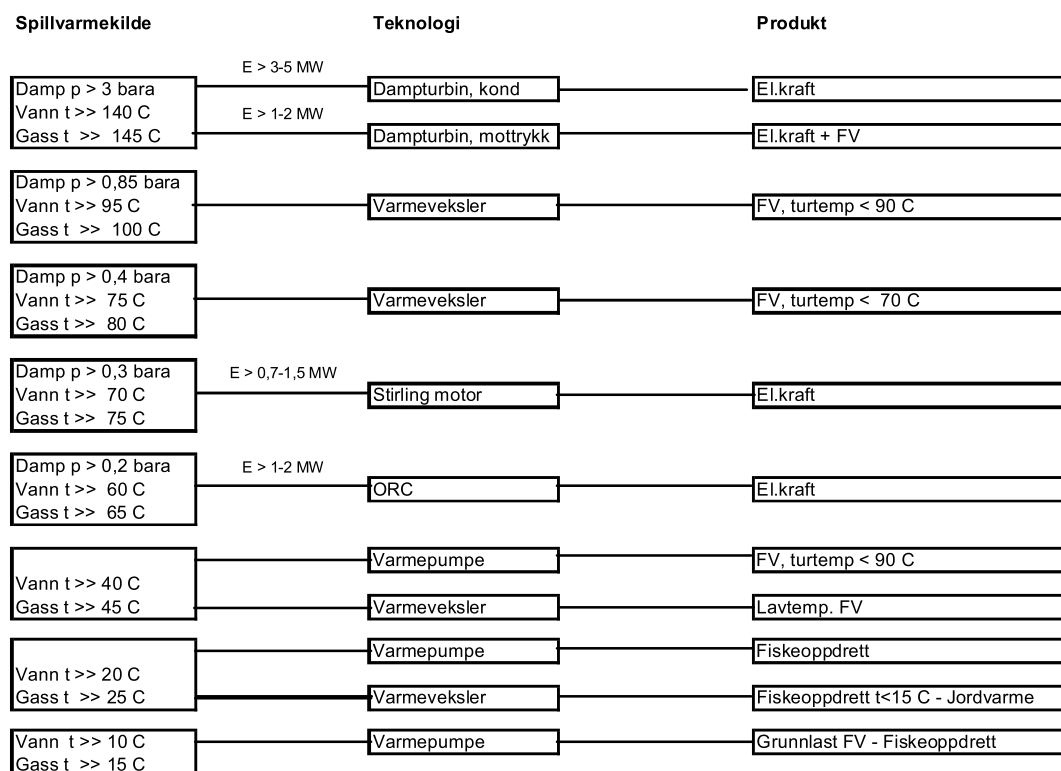 Spillvarmekilde Teknologi Produkt
E > 3-5 MW
Damp p > 3 bara Dampturbin, kond El.kraft
Vann t >> 140 C E > 1-2 MW
Gass t >> 145 C Dampturbin, mottrykk El.kraft + FV
Damp p > 0,85 bara
Vann t >> 95 C Varmeveksler FV, turtemp < 90 C
Gass t >> 100 C
Damp p > 0,4 bara
Vann t >> 75 C Varmeveksler FV, turtemp < 70 C
Gass t >> 80 C
Damp p > 0,3 bara E > 0,7-1,5 MW
Vann t >> 70 C Stirling motor El.kraft
Gass t >> 75 C
Damp p > 0,2 bara E > 1-2 MW
Vann t >> 60 C ORC El.kraft
Gass t >> 65 C
Varmepumpe FV, turtemp < 90 C
Vann t >> 40 C
Gass t >> 45 C Varmeveksler Lavtemp. FV
Varmepumpe Fiskeoppdrett
Vann t >> 20 C
Gass t >> 25 C Varmeveksler Fiskeoppdrett t<15 C - Jordvarme
Vann t >> 10 C Varmepumpe Grunnlast FV - Fiskeoppdrett
Gass t >> 15 C